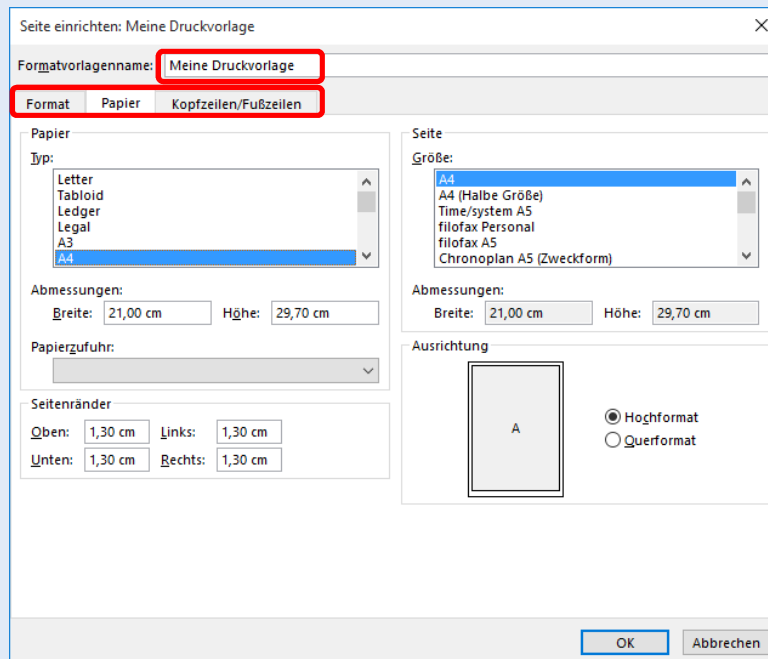 Seite einrichten: Meine Druckvorlage
Formatvorlagenname: Meine Druckvorlage
Format Papier Kopfzeilen/Fußzeilen
Papier
Typ:
Letter
Tabloid
Ledger
Legal
A3
A4
Abmessungen:
Breite: 21,00 cm Höhe: 29,70 cm
Papierzufuhr:
Seitenränder
Oben: 1,30 cm Links: 1,30 cm
Unten: 1,30 cm Rechts: 1,30 cm
Seite
Größe:
A4
A4 (Halbe Größe)
Time/system A5
filofax Personal
filofax A5
Chronoplan A5 (Zweckform)
Abmessungen:
Breite: 21,00 cm Höhe: 29,70 cm
Ausrichtung
A
Hochformat
Querformat
OK Abbrechen